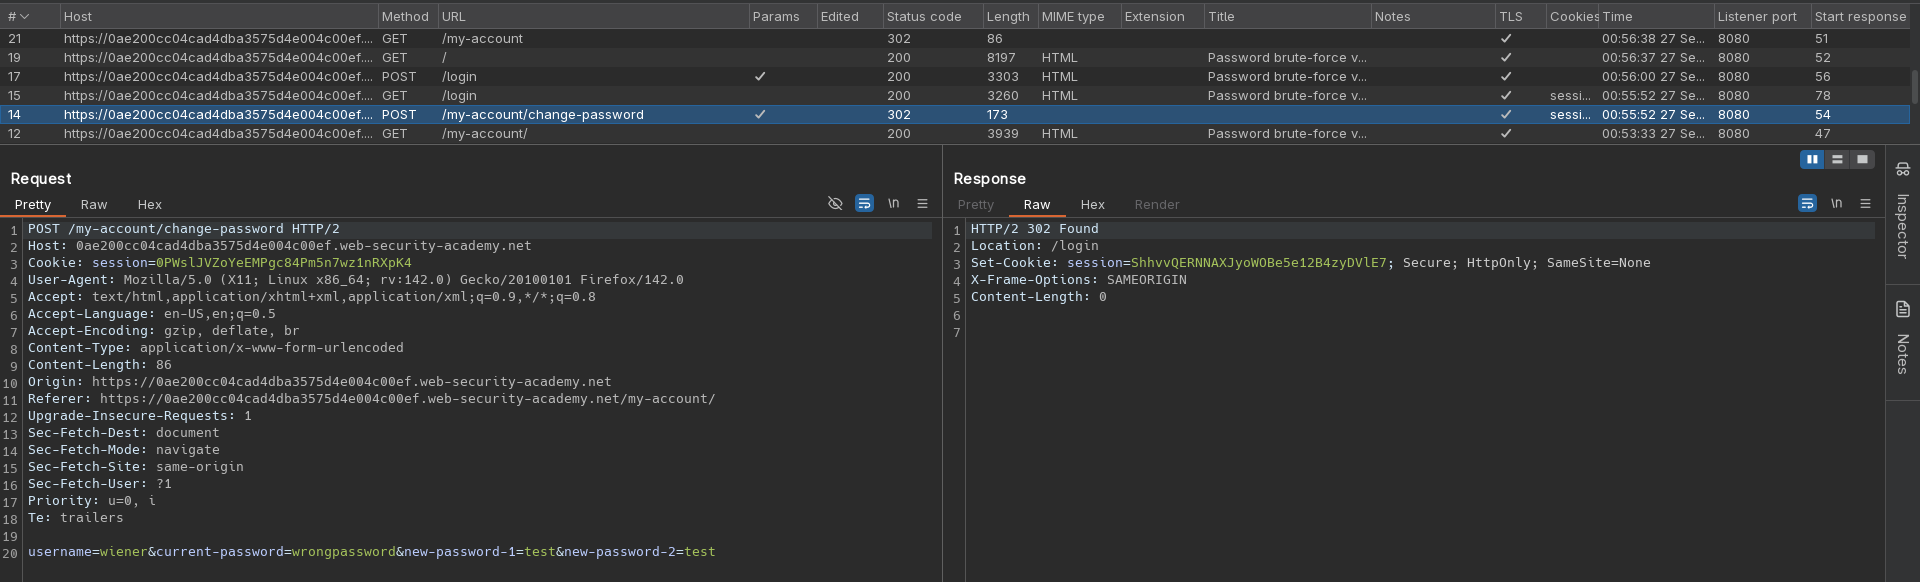 # Host Method URL Params Edited Status code Length MIME type Extension Title Notes TLS Cookies Time Listener port Start response
21 https://0ae200cc04cad4dba3575d4e004c00ef.... GET /my-account 302 86 ✓ 00:56:38 27 Se... 8080 51
19 https://0ae200cc04cad4dba3575d4e004c00ef.... GET / 200 8197 HTML Password brute-force v... ✓ 00:56:37 27 Se... 8080 52
17 https://0ae200cc04cad4dba3575d4e004c00ef.... POST /login ✓ 200 3303 HTML Password brute-force v... ✓ 00:56:00 27 Se... 8080 56
15 https://0ae200cc04cad4dba3575d4e004c00ef.... GET /login 200 3260 HTML Password brute-force v... ✓ sessi... 00:55:52 27 Se... 8080 78
14 https://0ae200cc04cad4dba3575d4e004c00ef.... POST /my-account/change-password ✓ 302 173 ✓ sessi... 00:55:52 27 Se... 8080 54
12 https://0ae200cc04cad4dba3575d4e004c00ef.... GET /my-account/ 200 3939 HTML Password brute-force v... ✓ 00:53:33 27 Se... 8080 47
Request
Pretty Raw Hex
\n
1 POST /my-account/change-password HTTP/2
2 Host: 0ae200cc04cad4dba3575d4e004c00ef.web-security-academy.net
3 Cookie: session=0PWslJVZoYeEMPgc84Pm5n7wz1nRXpK4
4 User-Agent: Mozilla/5.0 (X11; Linux x86_64; rv:142.0) Gecko/20100101 Firefox/142.0
5 Accept: text/html,application/xhtml+xml,application/xml;q=0.9,*/*;q=0.8
6 Accept-Language: en-US,en;q=0.5
7 Accept-Encoding: gzip, deflate, br
8 Content-Type: application/x-www-form-urlencoded
9 Content-Length: 86
10 Origin: https://0ae200cc04cad4dba3575d4e004c00ef.web-security-academy.net
11 Referer: https://0ae200cc04cad4dba3575d4e004c00ef.web-security-academy.net/my-account/
12 Upgrade-Insecure-Requests: 1
13 Sec-Fetch-Dest: document
14 Sec-Fetch-Mode: navigate
15 Sec-Fetch-Site: same-origin
16 Sec-Fetch-User: ?1
17 Priority: u=0, i
18 Te: trailers
19
20 username=wiener&current-password=wrongpassword&new-password-1=test&new-password-2=test
Response
Pretty Raw Hex Render
\n
1 HTTP/2 302 Found
2 Location: /login
3 Set-Cookie: session=ShhvvQERNNAXJyoWOBe5e12B4zyDVlE7; Secure; HttpOnly; SameSite=None
4 X-Frame-Options: SAMEORIGIN
5 Content-Length: 0
6
7
Inspector
Notes